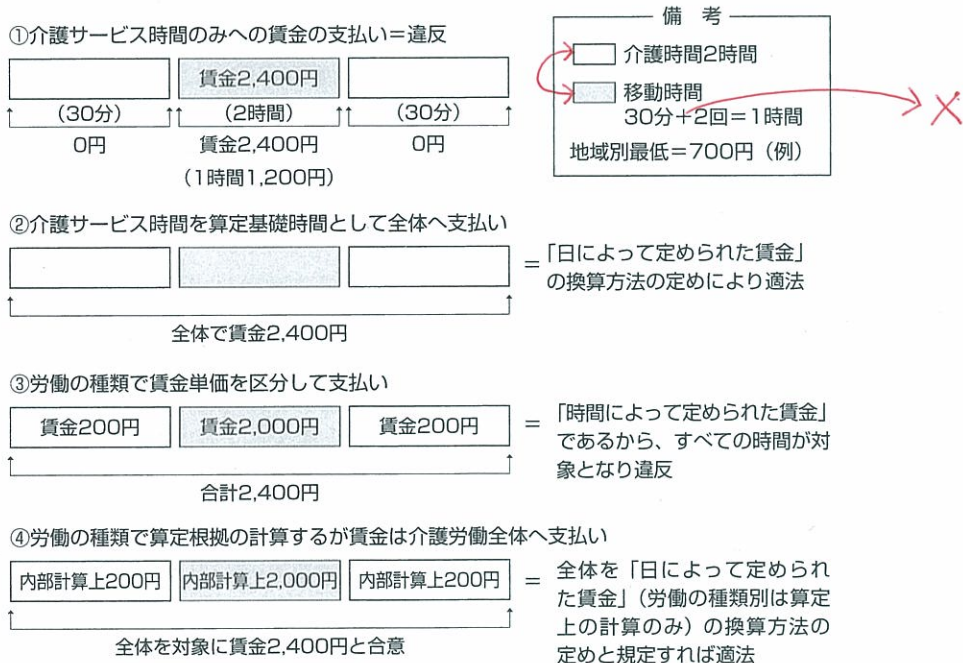 ①介護サービス時間のみへの賃金の支払い=違反
賃金2,400円
(30分) (2時間) (30分)
0円 賃金2,400円 0円
(1時間1,200円)
備 考
介護時間2時間
移動時間
30分+2回=1時間
地域別最低=700円(例)
×
②介護サービス時間を算定基礎時間として全体へ支払い
全体で賃金2,400円
=「日によって定められた賃金」
の換算方法の定めにより適法
③労働の種類で賃金単価を区分して支払い
賃金200円 賃金2,000円 賃金200円
合計2,400円
= 「時間によって定められた賃金」
であるから、すべての時間が対
象となり違反
④労働の種類で算定根拠の計算するが賃金は介護労働全体へ支払い
内部計算上200円 内部計算上2,000円 内部計算上200円
全体を対象に賃金2,400円と合意
= 全体を「日によって定められ
た賃金」(労働の種類別は算定
上の計算のみ)の換算方法の
定めと規定すれば適法